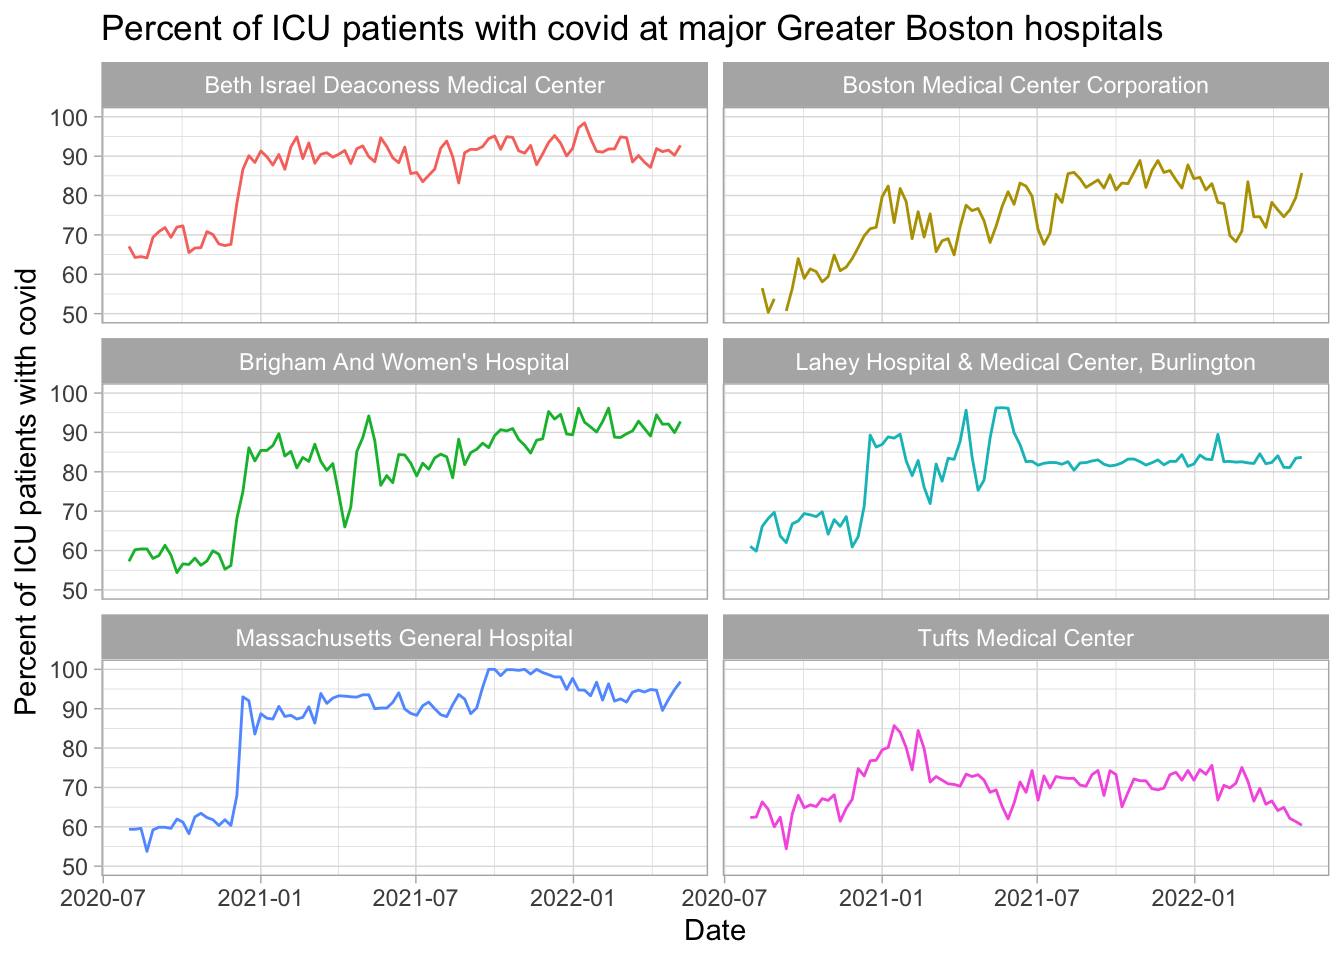 Percent of ICU patients with covid at major Greater Boston hospitals
Beth Israel Deaconess Medical Center
Boston Medical Center Corporation
100
90
80
70
60
50
Brigham And Women's Hospital
Lahey Hospital & Medical Center, Burlington
100
90
80
70
60
50
Massachusetts General Hospital
Tufts Medical Center
100
90
80
70
60
50
2020-07 2021-01 2021-07 2022-01 2020-07 2021-01 2021-07 2022-01
Date
Percent of ICU patients witth covid